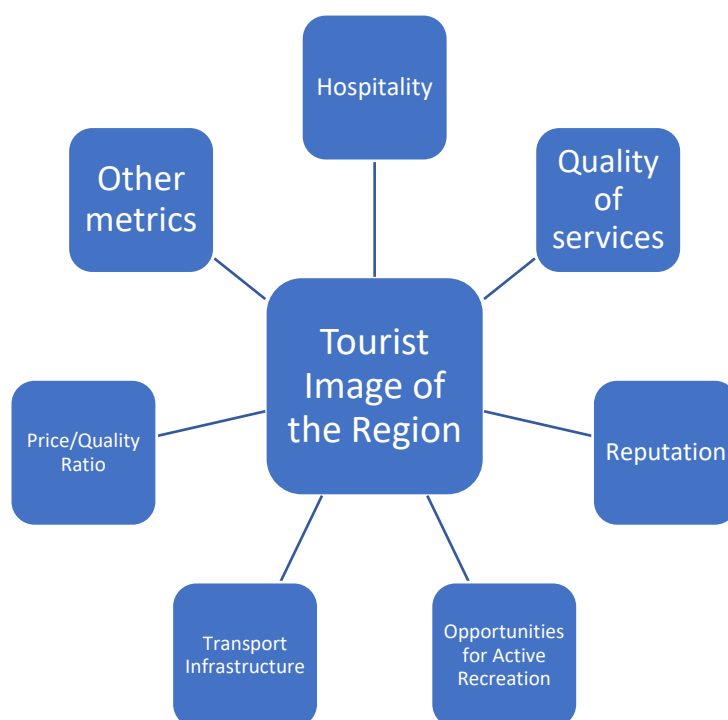 Hospitality
Other
metrics
Quality
of
services
Tourist
Image of
the Region
Price/Quality
Ratio
Reputation
Transport
Infrastructure
Opportunities
for Active
Recreation